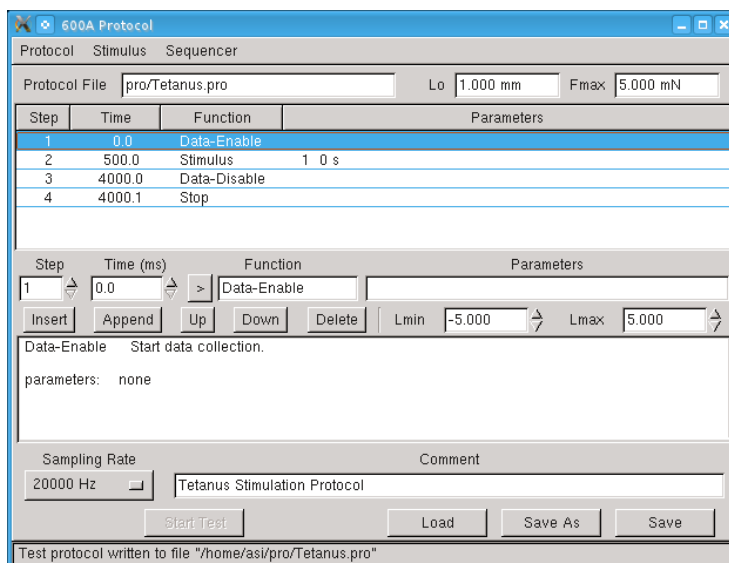 600A Protocol
Protocol Stimulus Sequencer
Protocol File pro/Tetanus.pro Lo 1.000 mm Fmax 5.000 mN
Step Time Function Parameters
1 0.0 Data-Enable
2 500.0 Stimulus 1 0 s
3 4000.0 Data-Disable
4 4000.1 Stop
Step Time (ms) Function Parameters
1 0.0 > Data-Enable
Insert Append Up Down Delete Lmin -5.000 Lmax 5.000
Data-Enable Start data collection.
parameters: none
Sampling Rate Comment
20000 Hz Tetanus Stimulation Protocol
Start Test Load Save As Save
Test protocol written to file "/home/asi/pro/Tetanus.pro"